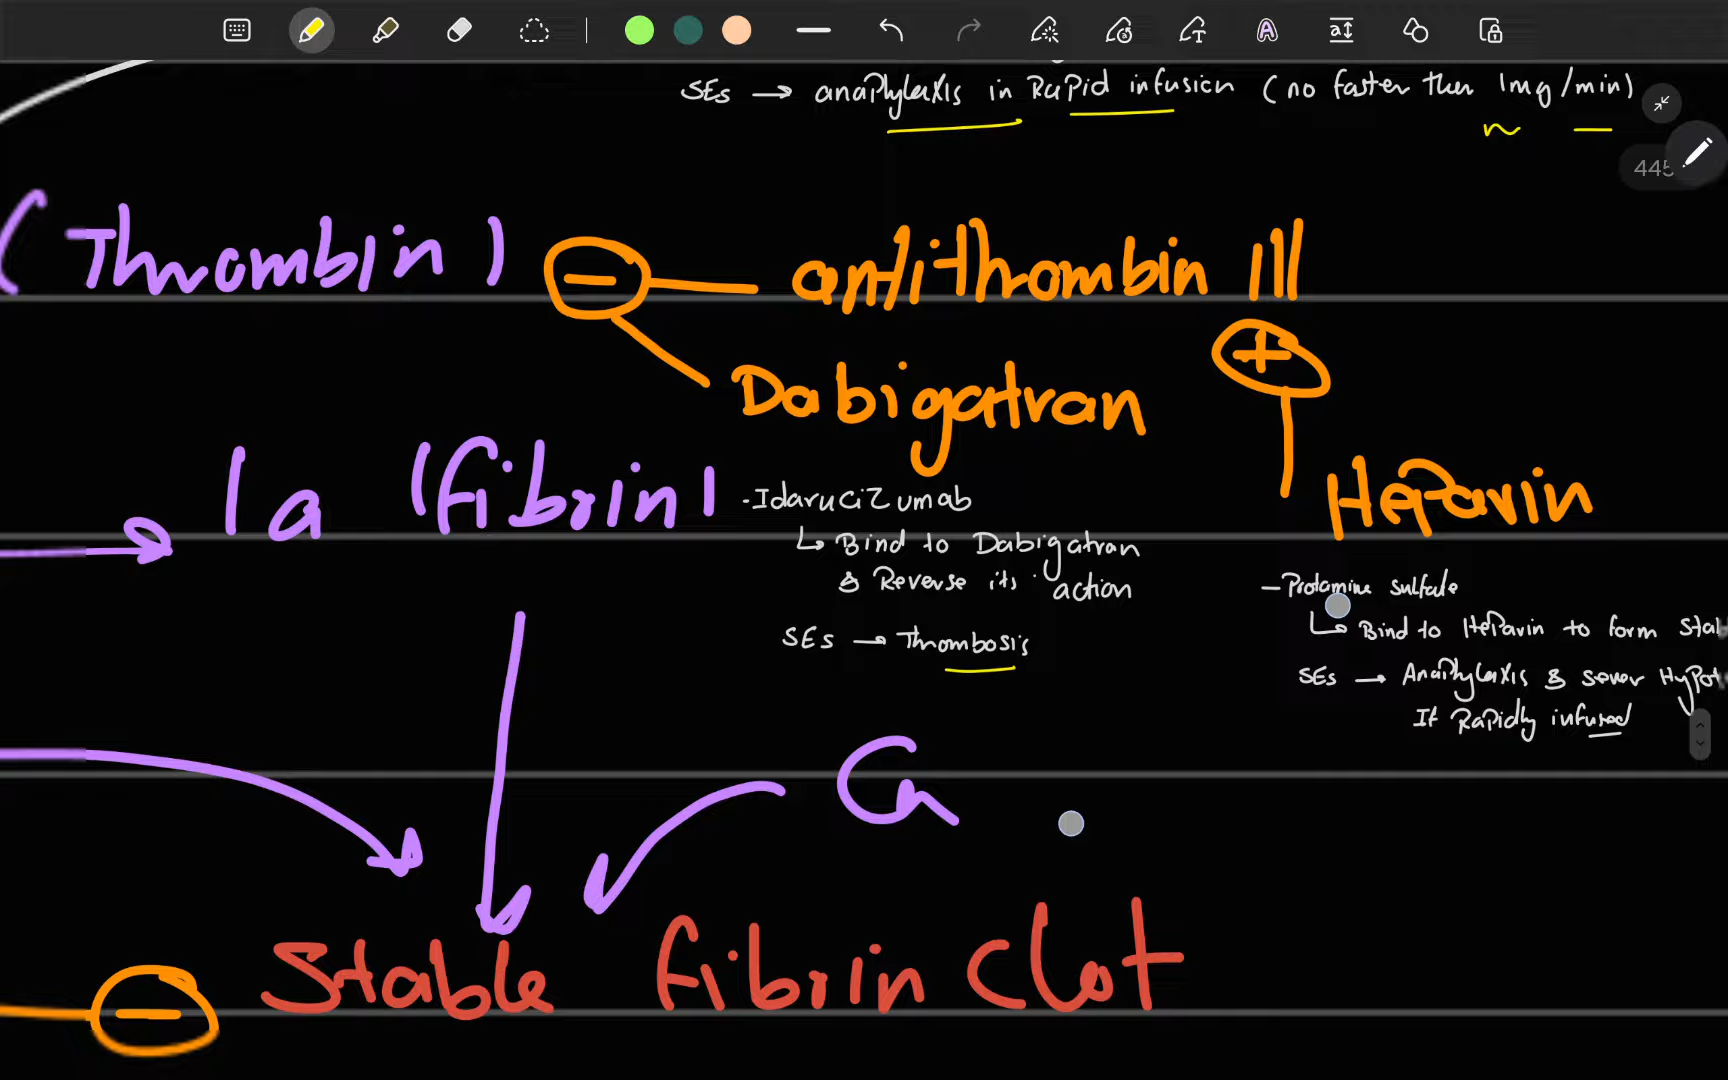 SEs → anaphylaxis in Rapid infusion (no faster then 1mg/min)
445
(Thrombin)
antithrombin III
+
Dabigatran
Ia (fibrin)
Heparin
- Idarucizumab
↳ Bind to Dabigatran
& Reverse its action
- Protamine sulfate
↳ Bind to Heparin to form Stab
SEs → Thrombosis
SEs → Anaphylaxis & sever Hypot
If Rapidly infused
Ca
Stable fibrin Clot